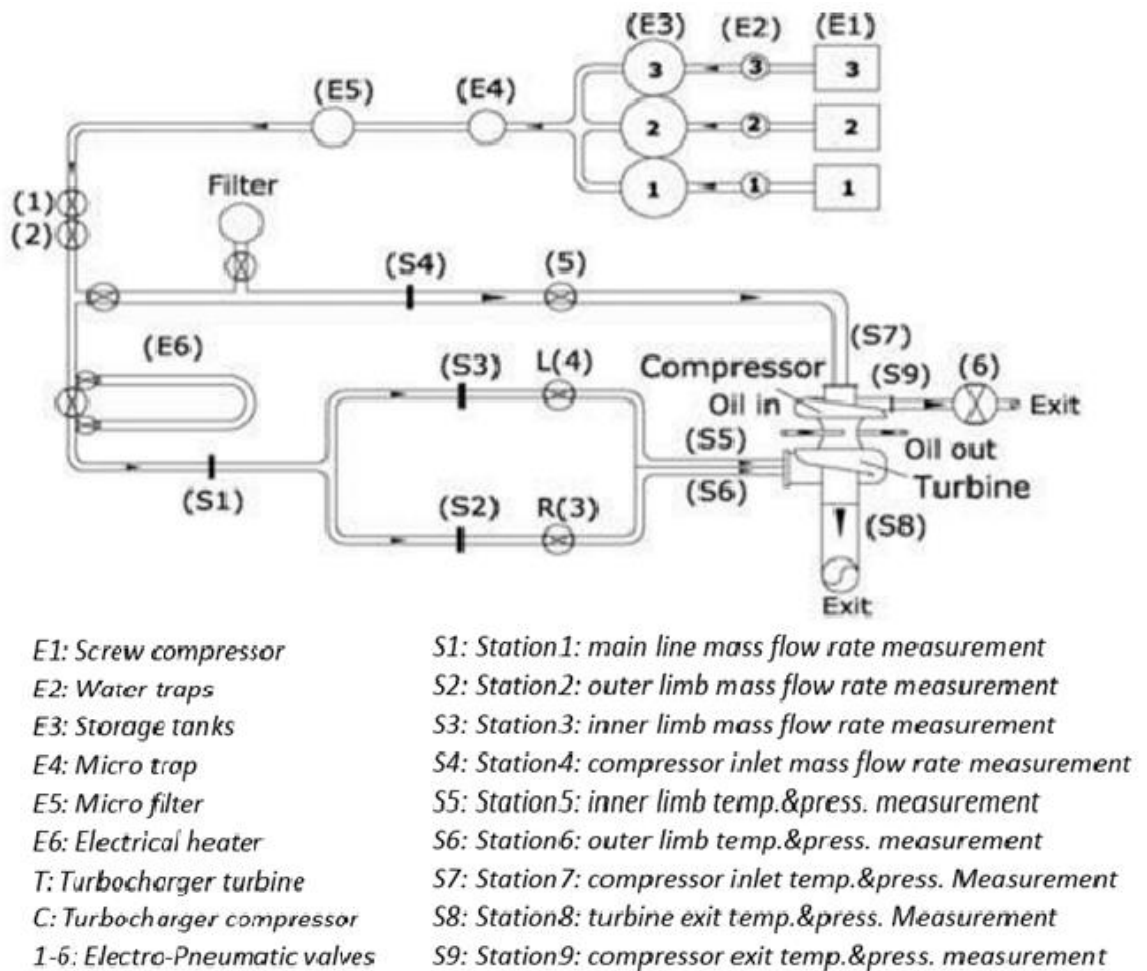 (E3) (E2) (E1)
3 3 3
(E5) (E4)
2 2 2
1 1 1
Filter
(1)
(2)
(S4) (5)
(S7)
(E6)
(S3) L(4)
Compressor (S9) (6)
Oil in Exit
(S5)
Oil out
(S6) Turbine
(S1)
(S2) R(3)
(S8)
Exit
E1: Screw compressor
E2: Water traps
E3: Storage tanks
E4: Micro trap
E5: Micro filter
E6: Electrical heater
T: Turbocharger turbine
C: Turbocharger compressor
1-6: Electro-Pneumatic valves
S1: Station1: main line mass flow rate measurement
S2: Station2: outer limb mass flow rate measurement
S3: Station3: inner limb mass flow rate measurement
S4: Station4: compressor inlet mass flow rate measurement
S5: Station5: inner limb temp.&press. measurement
S6: Station6: outer limb temp.&press. measurement
S7: Station7: compressor inlet temp.&press. Measurement
S8: Station8: turbine exit temp.&press. Measurement
S9: Station9: compressor exit temp.&press. measurement